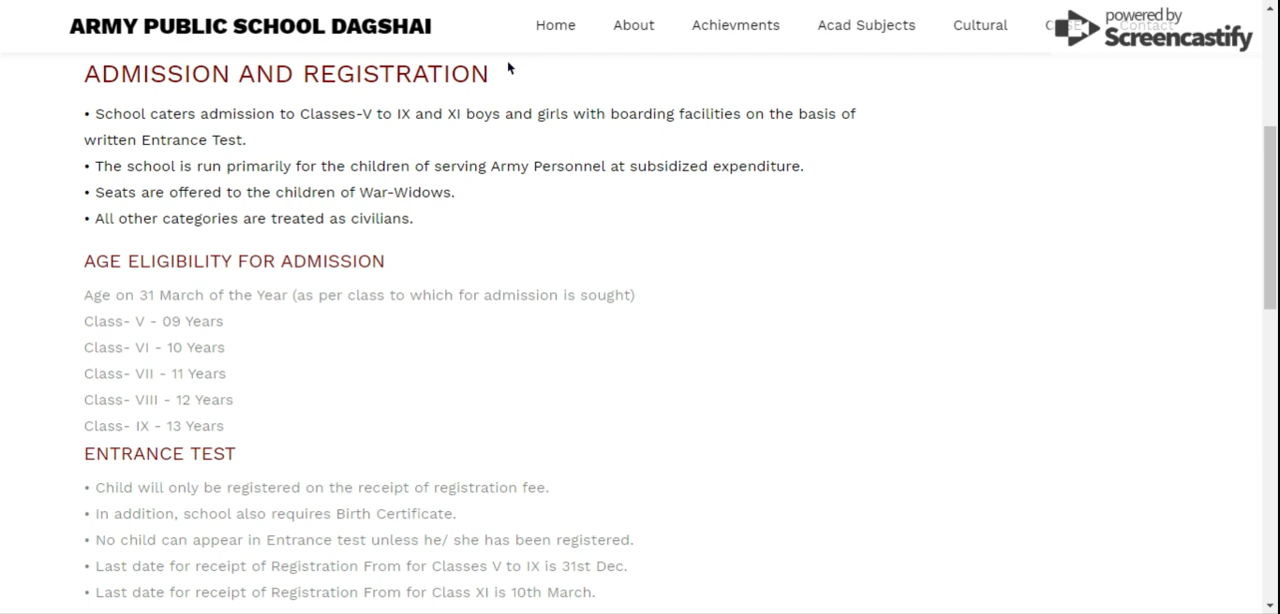 ARMY PUBLIC SCHOOL DAGSHAI
Home About Achievments Acad Subjects Cultural Contact
powered by
Screencastify
ADMISSION AND REGISTRATION
• School caters admission to Classes-V to IX and XI boys and girls with boarding facilities on the basis of
written Entrance Test.
• The school is run primarily for the children of serving Army Personnel at subsidized expenditure.
• Seats are offered to the children of War-Widows.
• All other categories are treated as civilians.
AGE ELIGIBILITY FOR ADMISSION
Age on 31 March of the Year (as per class to which for admission is sought)
Class- V - 09 Years
Class- VI - 10 Years
Class- VII - 11 Years
Class- VIII - 12 Years
Class- IX - 13 Years
ENTRANCE TEST
• Child will only be registered on the receipt of registration fee.
• In addition, school also requires Birth Certificate.
• No child can appear in Entrance test unless he/ she has been registered.
• Last date for receipt of Registration From for Classes V to IX is 31st Dec.
• Last date for receipt of Registration From for Class XI is 10th March.